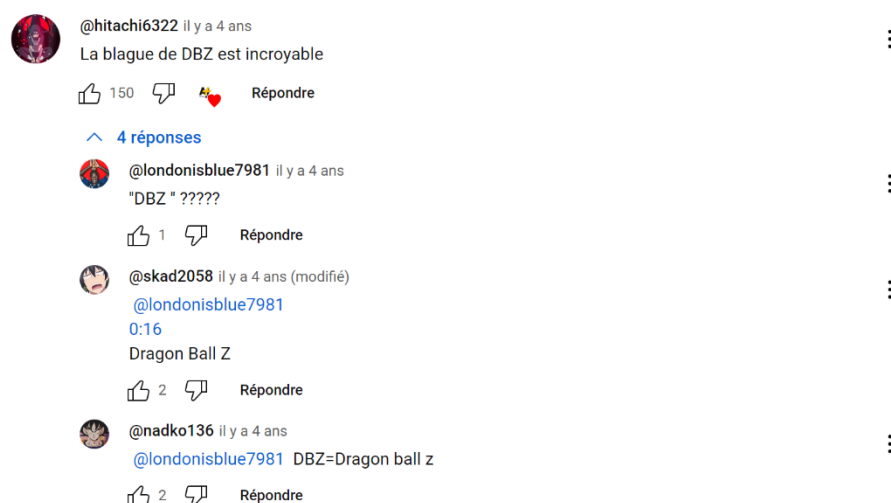 @hitachi6322 il y a 4 ans
La blague de DBZ est incroyable
150 Répondre
4 réponses
@londonisblue7981 il y a 4 ans
"DBZ " ?????
1 Répondre
@skad2058 il y a 4 ans (modifié)
@londonisblue7981
0:16
Dragon Ball Z
2 Répondre
@nadko136 il y a 4 ans
@londonisblue7981 DBZ=Dragon ball z
2 Répondre